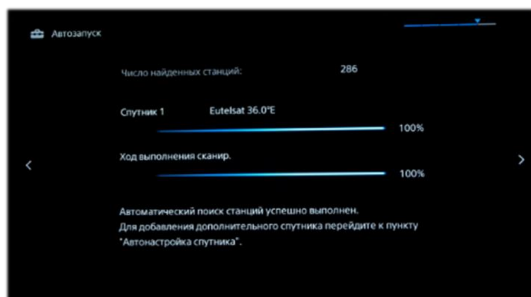 Автозапуск
Число найденных станций: 286
Спутник 1 Eutelsat 36.0°E
100%
Ход выполнения сканир.
100%
Автоматический поиск станций успешно выполнен.
Для добавления дополнительного спутника перейдите к пункту
"Автонастройка спутника".